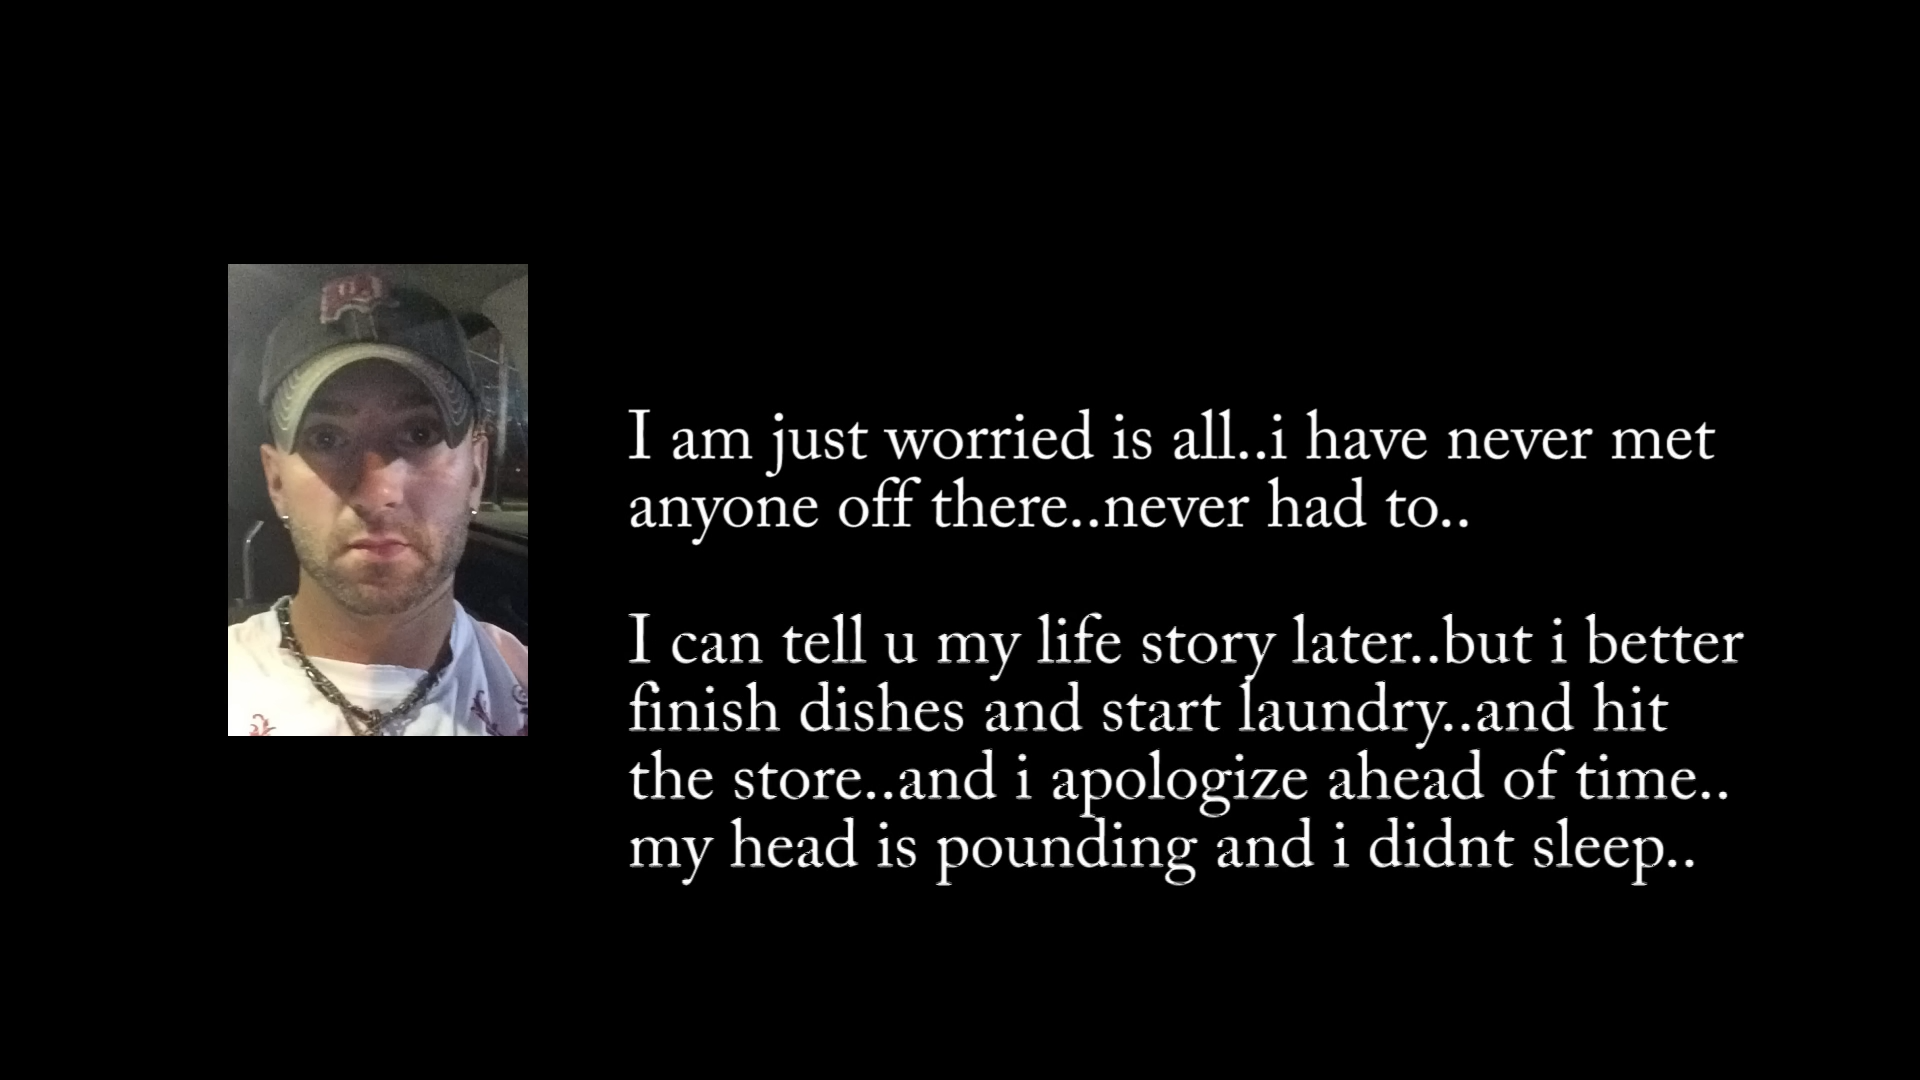 I am just worried is all..i have never met
anyone off there..never had to..
I can tell u my life story later..but i better
finish dishes and start laundry..and hit
the store..and i apologize ahead of time..
my head is pounding and i didnt sleep..